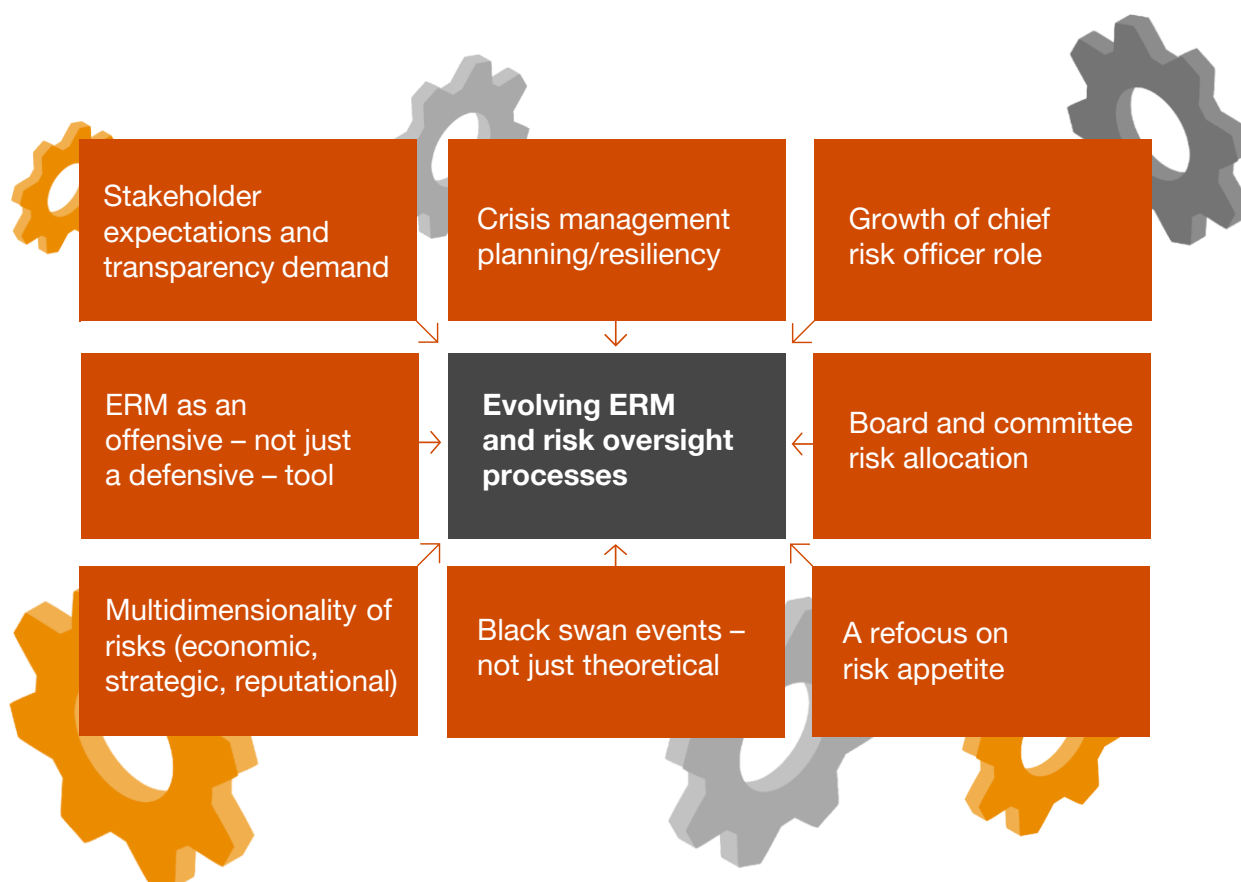 Stakeholder
expectations and
transparency demand
Crisis management
planning/resiliency
Growth of chief
risk officer role
ERM as an
offensive – not just
a defensive – tool
Evolving ERM
and risk oversight
processes
Board and committee
risk allocation
Multidimensionality of
risks (economic,
strategic, reputational)
Black swan events –
not just theoretical
A refocus on
risk appetite